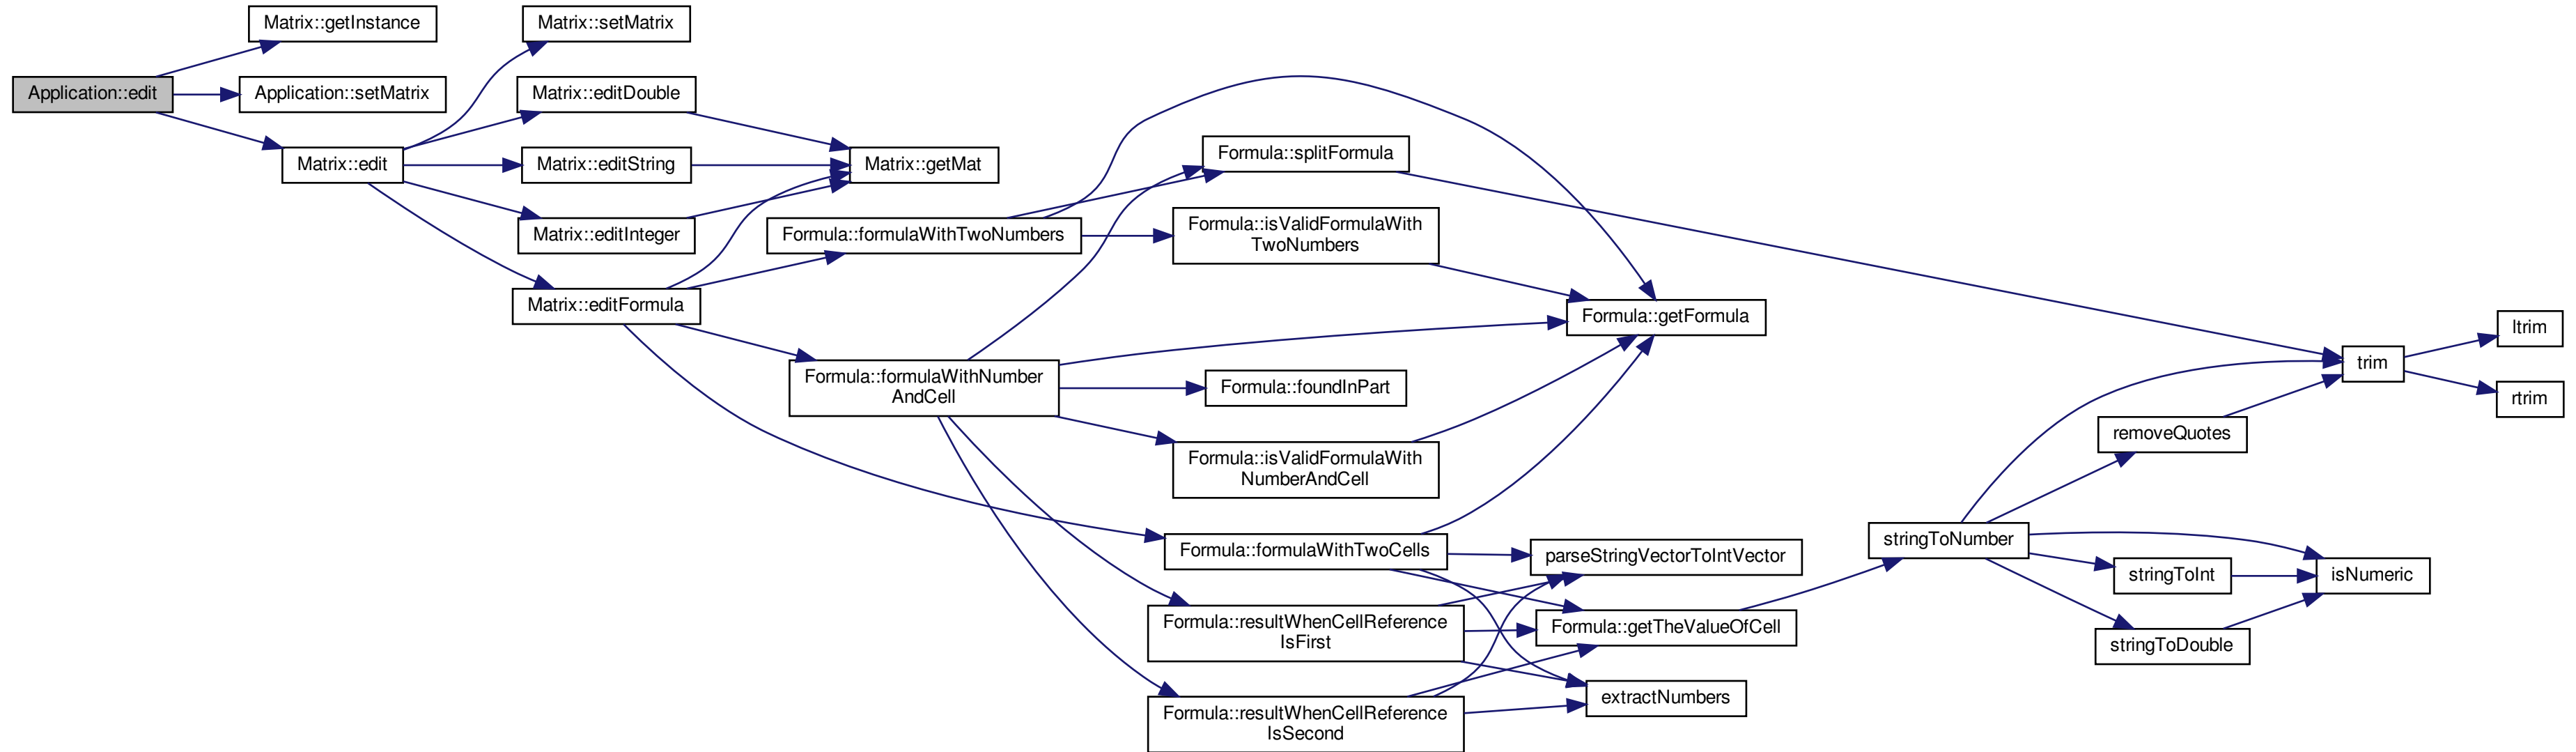 Application::edit
Matrix::getInstance
Application::setMatrix
Matrix::edit
Matrix::setMatrix
Matrix::editDouble
Matrix::editString
Matrix::editInteger
Matrix::editFormula
Matrix::getMat
Formula::formulaWithTwoNumbers
Formula::formulaWithNumber
AndCell
Formula::splitFormula
Formula::isValidFormulaWith
TwoNumbers
Formula::foundInPart
Formula::isValidFormulaWith
NumberAndCell
Formula::formulaWithTwoCells
Formula::resultWhenCellReference
IsFirst
Formula::resultWhenCellReference
IsSecond
Formula::getFormula
parseStringVectorToIntVector
Formula::getTheValueOfCell
extractNumbers
stringToNumber
removeQuotes
stringToInt
stringToDouble
trim
isNumeric
ltrim
rtrim